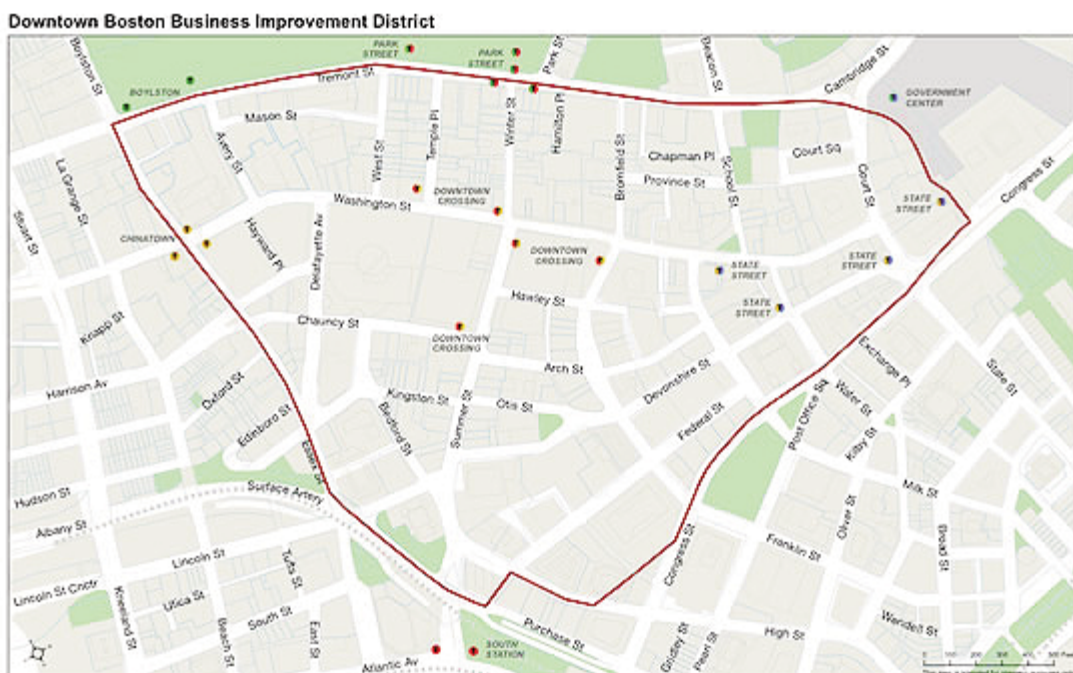 Downtown Boston Business Improvement District
Boylston St
PARK
STREET
PARK
STREET
Park St
Beacon St
Cambridge St
BOYLSTON
Tremont St
GOVERNMENT
CENTER
Mason St
Temple Pl
Winter St
Hamilton Pl
Avery St
West St
Bromfield St
Chapman Pl
Court Sq
Congress St
La Grange St
School St
Province St
Court St
Stuart St
Washington St
DOWNTOWN
CROSSING
STATE
STREET
CHINATOWN
Hayward Pl
Delafayette Av
DOWNTOWN
CROSSING
STATE
STREET
STATE
STREET
STATE
STREET
Hawley St
Knapp St
Chauncy St
DOWNTOWN
CROSSING
Exchange Pl
State St
Arch St
Harrison Av
Oxford St
Kingston St
Otis St
Devonshire St
Water St
Post Office Sq
Edinboro St
Bedford St
Summer St
Federal St
Kilby St
Essex St
Milk St
Hudson St
Surface Artery
Albany St
Oliver St
Broad St
Franklin St
Lincoln St
Tufts St
Congress St
Lincoln St Cnctr
Kneeland St
Utica St
South St
Beach St
East St
Purchase St
High St
Wendell St
Gridley St
Pearl St
SOUTH
STATION
Atlantic Av